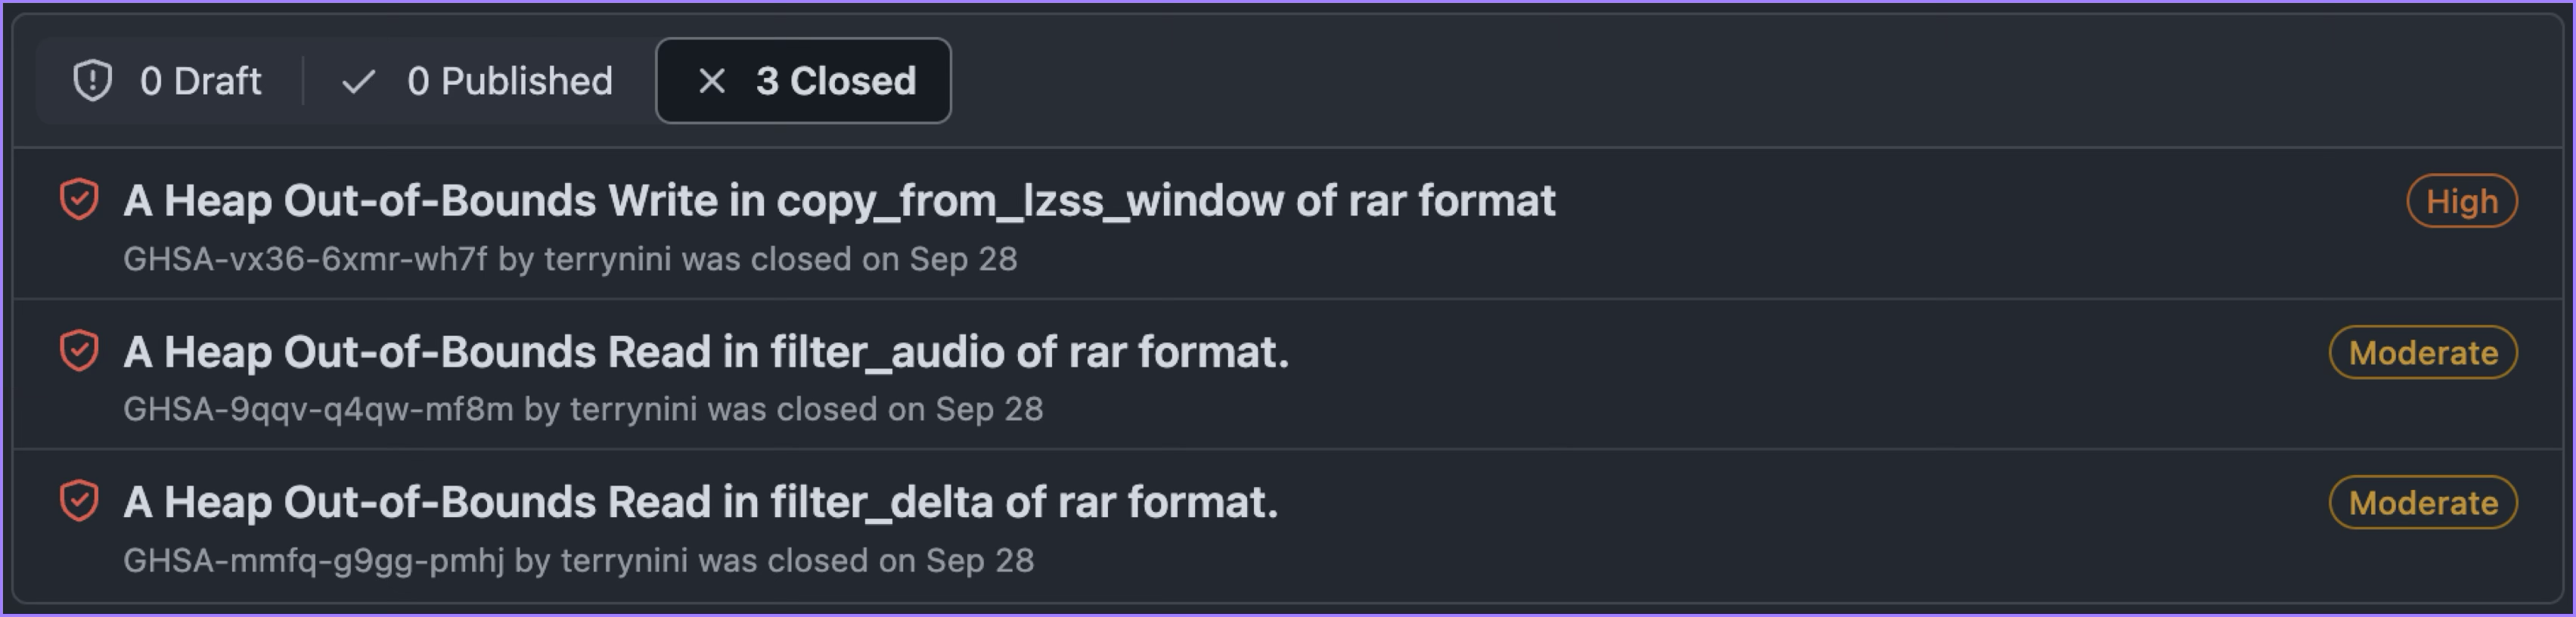 0 Draft
0 Published
3 Closed
A Heap Out-of-Bounds Write in copy_from_lzss_window of rar format
High
GHSA-vx36-6xmr-wh7f by terrynini was closed on Sep 28
A Heap Out-of-Bounds Read in filter_audio of rar format.
Moderate
GHSA-9qqv-q4qw-mf8m by terrynini was closed on Sep 28
A Heap Out-of-Bounds Read in filter_delta of rar format.
Moderate
GHSA-mmfq-g9gg-pmhj by terrynini was closed on Sep 28